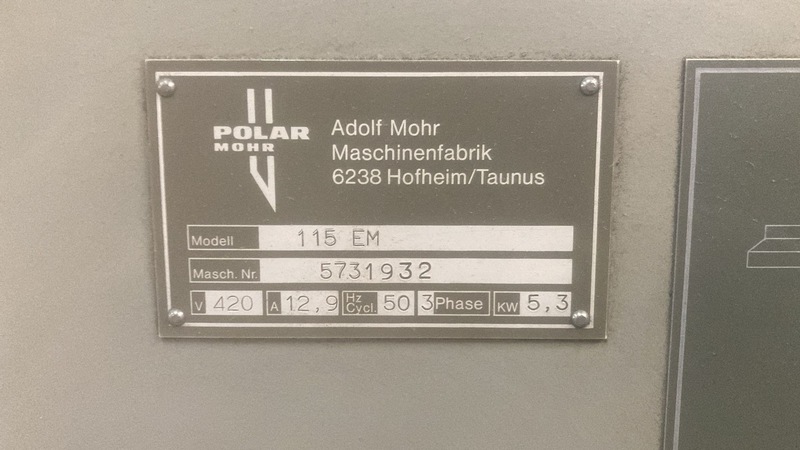 POLAR
MOHR
Adolf Mohr
Maschinenfabrik
6238 Hofheim/Taunus
Modell 115 EM
Masch. Nr. 5731932
V 420 A 12,9 Hz Cycl. 50 3 Phase KW 5,3